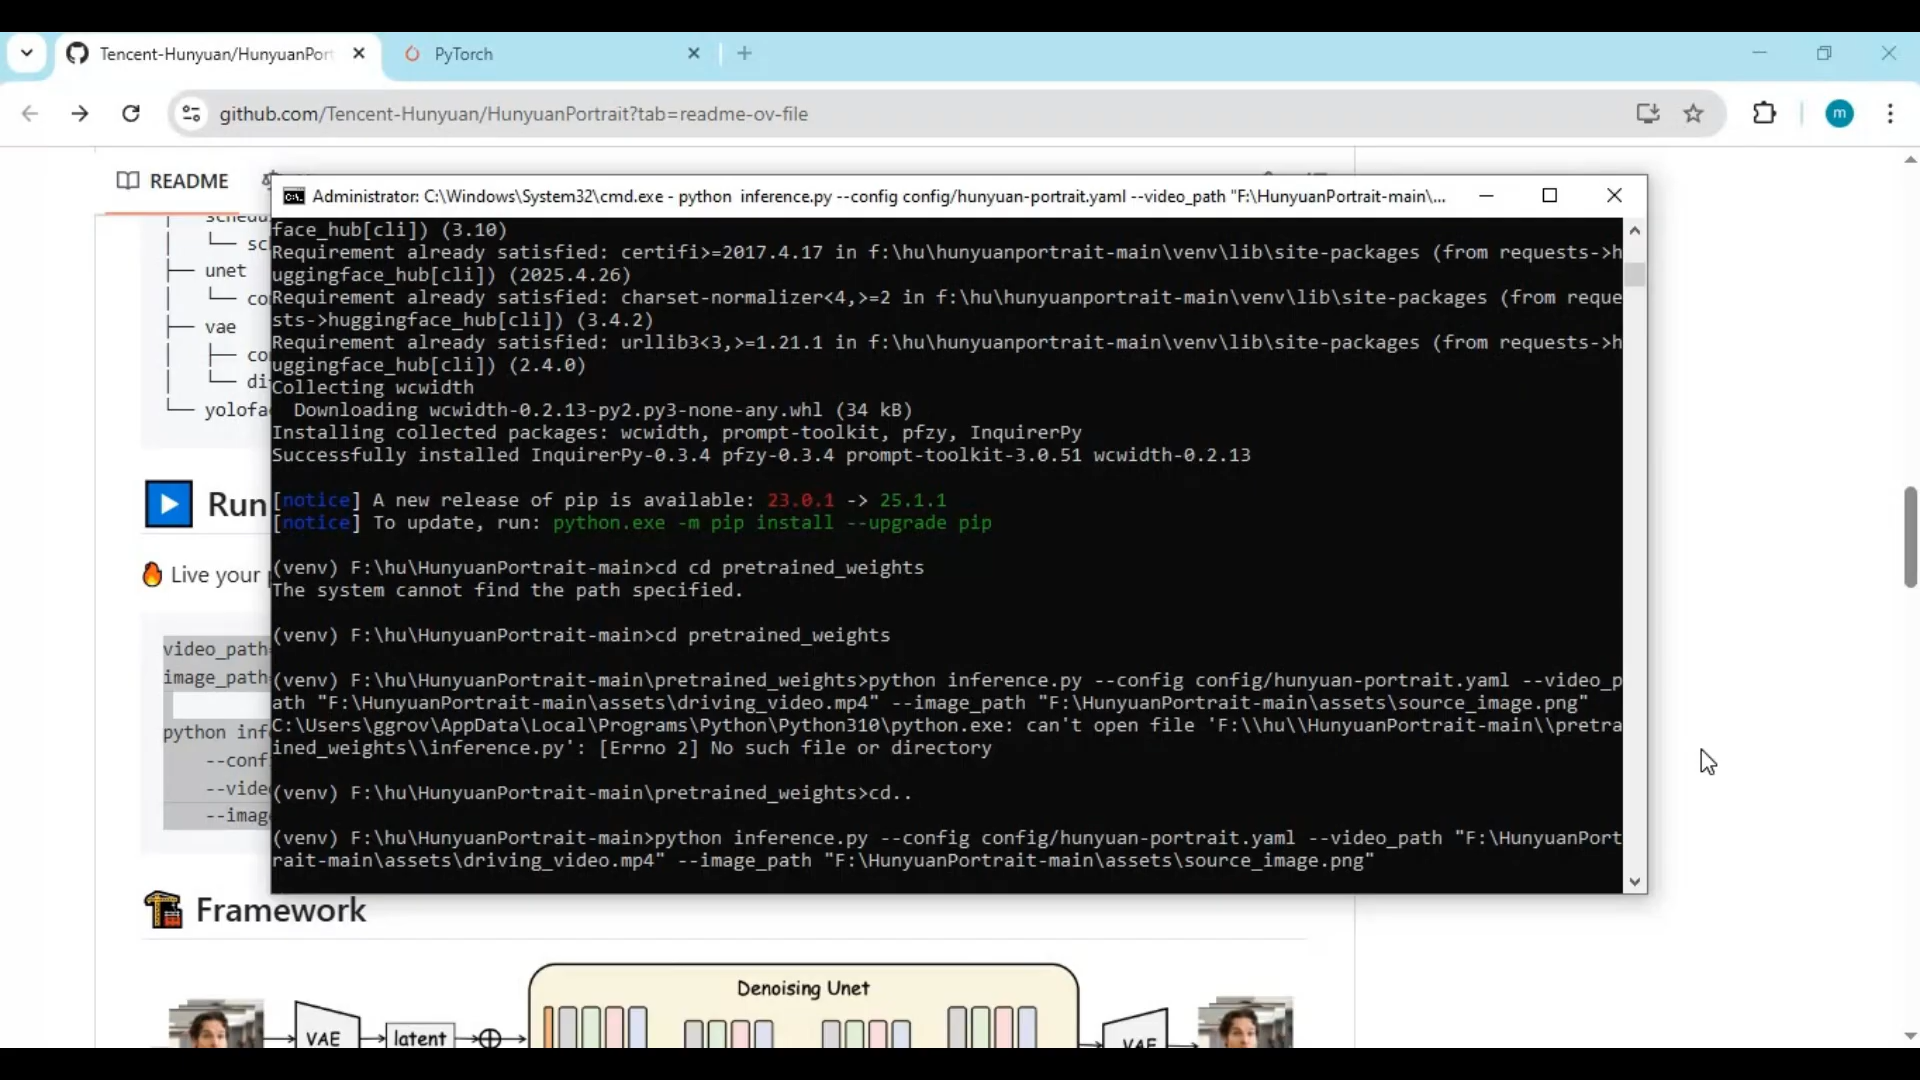 Tencent-Hunyuan/HunyuanPort
PyTorch
github.com/Tencent-Hunyuan/HunyuanPortrait?tab=readme-ov-file
m
README
Administrator: C:\Windows\System32\cmd.exe - python  inference.py --config config/hunyuan-portrait.yaml --video_path "F:\HunyuanPortrait-main\...
face_hub[cli]) (3.10)
Requirement already satisfied: certifi>=2017.4.17 in f:\hu\hunyuanportrait-main\venv\lib\site-packages (from requests->h
uggingface_hub[cli]) (2025.4.26)
Requirement already satisfied: charset-normalizer<4,>=2 in f:\hu\hunyuanportrait-main\venv\lib\site-packages (from reque
sts->huggingface_hub[cli]) (3.4.2)
Requirement already satisfied: urllib3<3,>=1.21.1 in f:\hu\hunyuanportrait-main\venv\lib\site-packages (from requests->h
uggingface_hub[cli]) (2.4.0)
Collecting wcwidth
Downloading wcwidth-0.2.13-py2.py3-none-any.whl (34 kB)
Installing collected packages: wcwidth, prompt-toolkit, pfzy, InquirerPy
Successfully installed InquirerPy-0.3.4 pfzy-0.3.4 prompt-toolkit-3.0.51 wcwidth-0.2.13
[notice] A new release of pip is available: 23.0.1 -> 25.1.1
[notice] To update, run: python.exe -m pip install --upgrade pip
(venv) F:\hu\HunyuanPortrait-main>cd cd pretrained_weights
The system cannot find the path specified.
(venv) F:\hu\HunyuanPortrait-main>cd pretrained_weights
(venv) F:\hu\HunyuanPortrait-main\pretrained_weights>python inference.py --config config/hunyuan-portrait.yaml --video_p
ath "F:\HunyuanPortrait-main\assets\driving_video.mp4" --image_path "F:\HunyuanPortrait-main\assets\source_image.png"
C:\Users\ggrov\AppData\Local\Programs\Python\Python310\python.exe: can't open file 'F:\\hu\\HunyuanPortrait-main\\pretra
ined_weights\\inference.py': [Errno 2] No such file or directory
(venv) F:\hu\HunyuanPortrait-main\pretrained_weights>cd..
(venv) F:\hu\HunyuanPortrait-main>python inference.py --config config/hunyuan-portrait.yaml --video_path "F:\HunyuanPort
rait-main\assets\driving_video.mp4" --image_path "F:\HunyuanPortrait-main\assets\source_image.png"
schedu
sc
unet
co
vae
co
di
yolofa
Run
Live your
video_path
image_path
python inf
--conf
--vide
--imag
Framework
Denoising Unet
VAE
latent
VAE